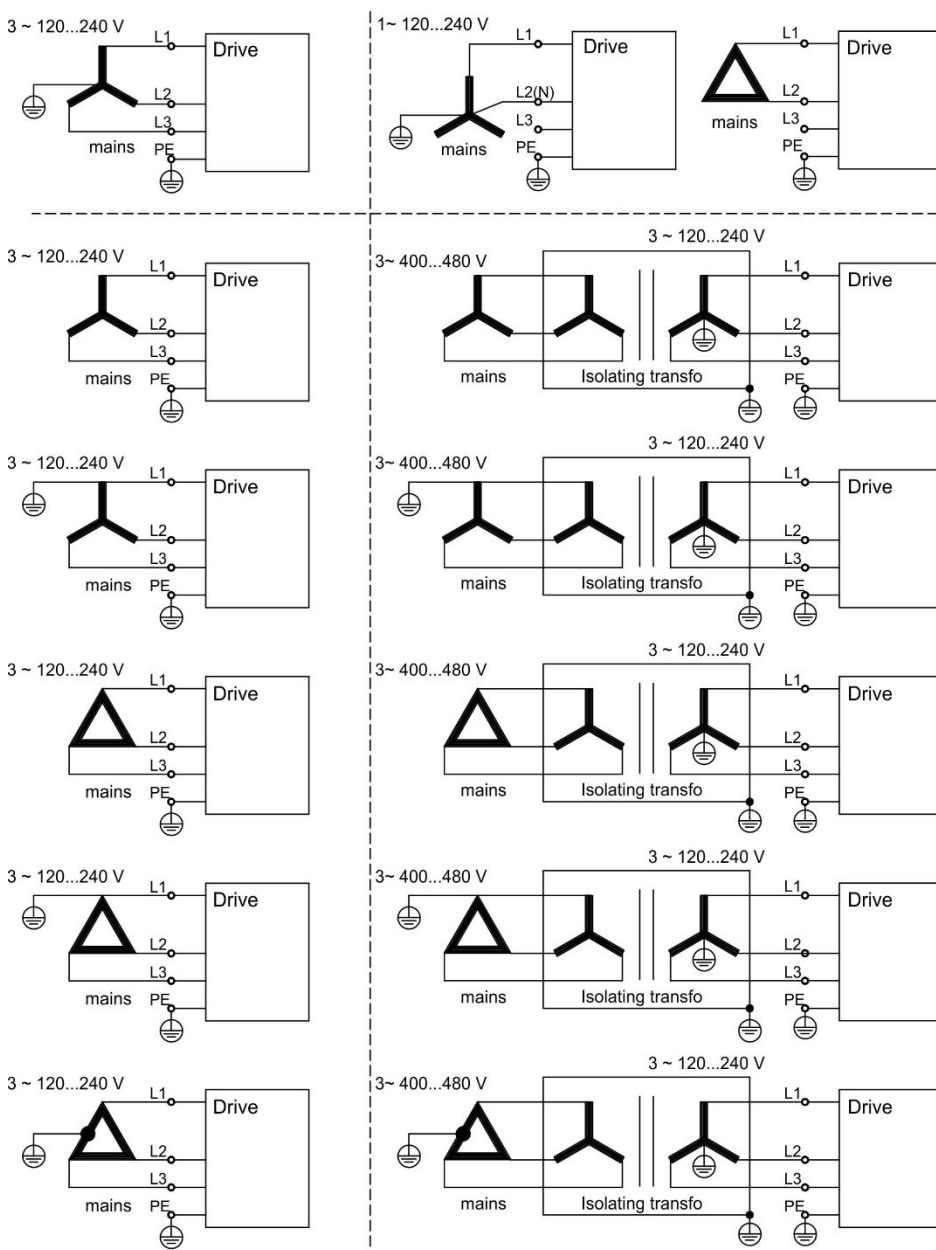 3 ~ 120...240 V
L1
Drive
L2
L3
mains
PE
1~ 120...240 V
L1
Drive
L2(N)
L3
mains
PE
L1
Drive
L2
mains
L3
PE
3 ~ 120...240 V
L1
Drive
L2
L3
mains
PE
3 ~ 120...240 V
3~ 400...480 V
L1
Drive
L2
L3
mains
Isolating transfo
PE
3 ~ 120...240 V
L1
Drive
L2
L3
mains
PE
3 ~ 120...240 V
3~ 400...480 V
L1
Drive
L2
L3
mains
Isolating transfo
PE
3 ~ 120...240 V
L1
Drive
L2
L3
mains
PE
3 ~ 120...240 V
3~ 400...480 V
L1
Drive
L2
L3
mains
Isolating transfo
PE
3 ~ 120...240 V
L1
Drive
L2
L3
mains
PE
3 ~ 120...240 V
3~ 400...480 V
L1
Drive
L2
L3
mains
Isolating transfo
PE
3 ~ 120...240 V
L1
Drive
L2
L3
mains
PE
3 ~ 120...240 V
3~ 400...480 V
L1
Drive
L2
L3
mains
Isolating transfo
PE